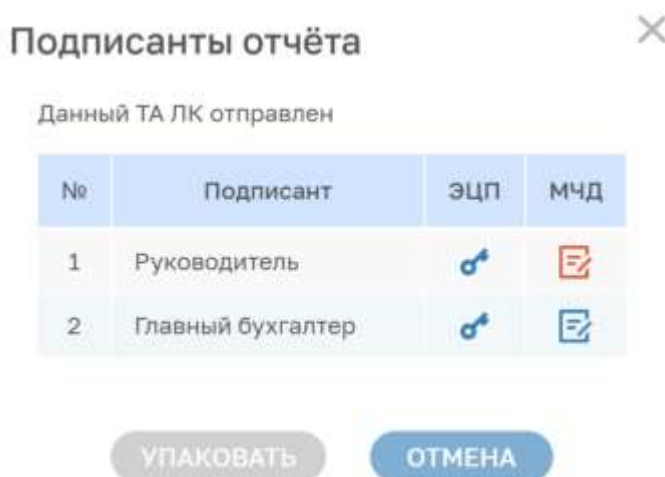 Подписанты отчёта
Данный ТА ЛК отправлен
№ Подписант ЭЦП МЧД
1 Руководитель
2 Главный бухгалтер
УПАКОВАТЬ ОТМЕНА